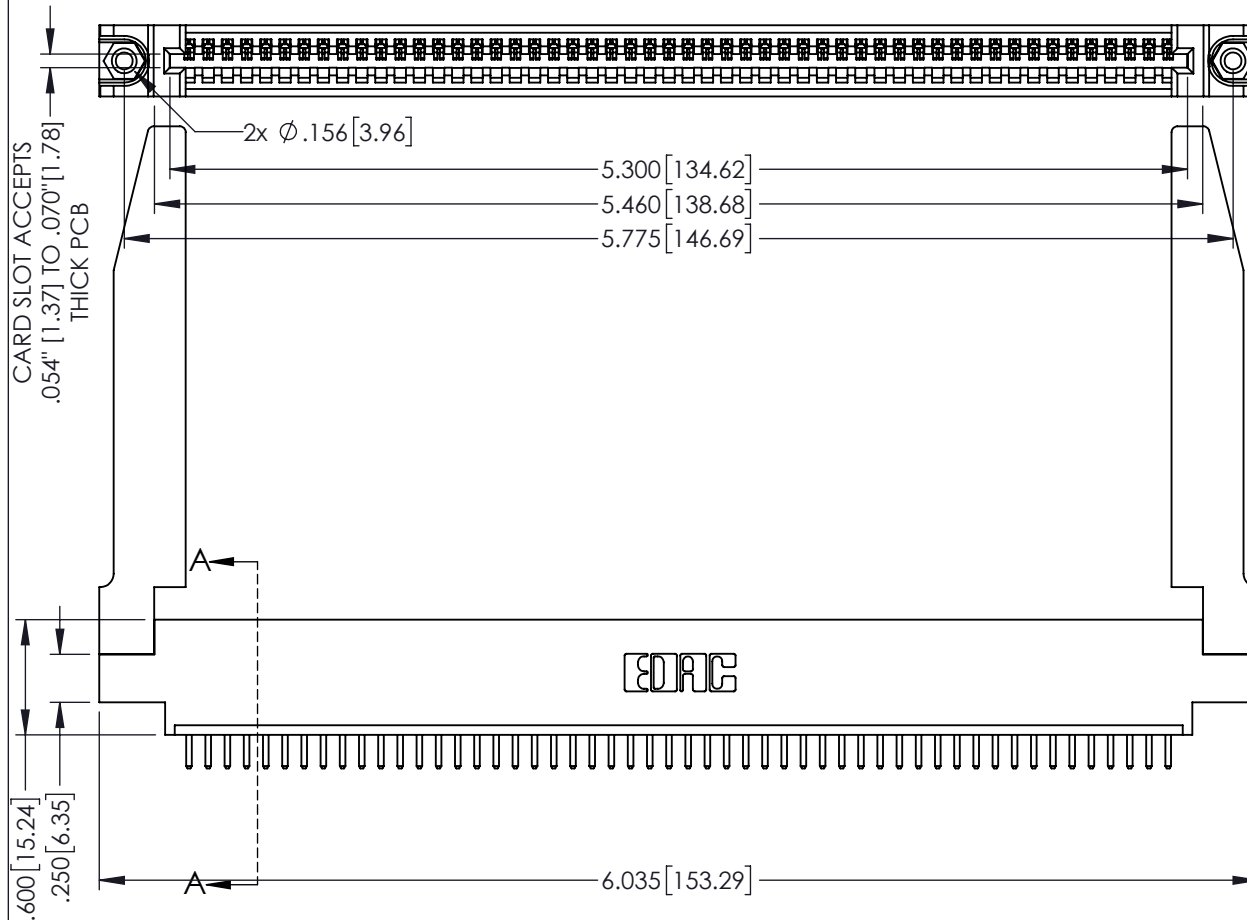 CARD SLOT ACCEPTS
.054" [1.37] TO .070"[1.78]
THICK PCB
2x Ø .156[3.96]
5.300[134.62]
5.460[138.68]
5.775[146.69]
A
EDAC
.600[15.24]
.250[6.35]
A
6.035[153.29]